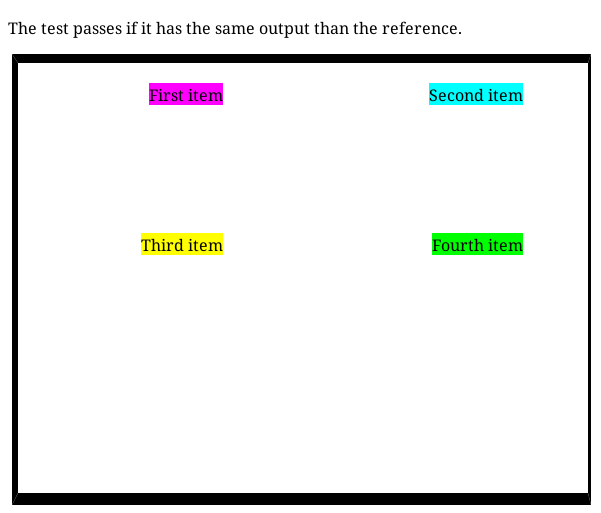 The test passes if it has the same output than the reference.
First item
Second item
Third item
Fourth item